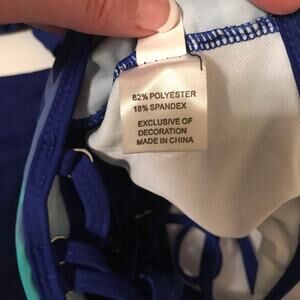 82% POLYESTER
18% SPANDEX
EXCLUSIVE OF
DECORATION
MADE IN CHINA